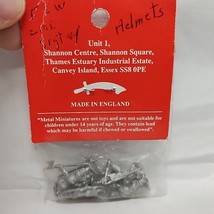 Helmets
Unit 1,
Shannon Centre, Shannon Square,
Thames Estuary Industrial Estate,
Canvey Island, Essex SS8 0PE
MADE IN ENGLAND
"Metal Miniatures are not toys and are not suitable
for children under 14 years of age. They contain lead
which may be harmful if chewed or swallowed".